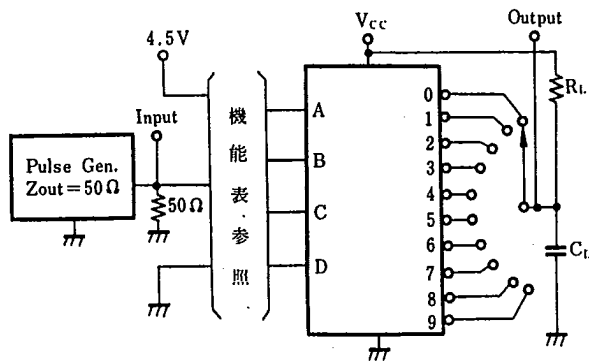 4.5V
Input
Pulse Gen.
Zout=50Ω
50Ω
機能表・参照
A
B
C
D
Vcc
0
1
2
3
4
5
6
7
8
9
Output
RL
CL